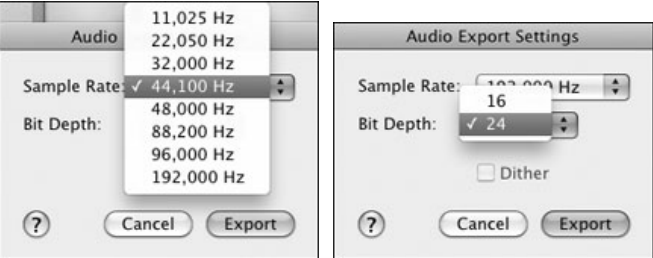 Audio
11,025 Hz
22,050 Hz
32,000 Hz
Sample Rate: ✓ 44,100 Hz
48,000 Hz
Bit Depth:
88,200 Hz
96,000 Hz
192,000 Hz
? Cancel Export
Audio Export Settings
Sample Rate: 192,000 Hz
16
Bit Depth: ✓ 24
Dither
? Cancel Export